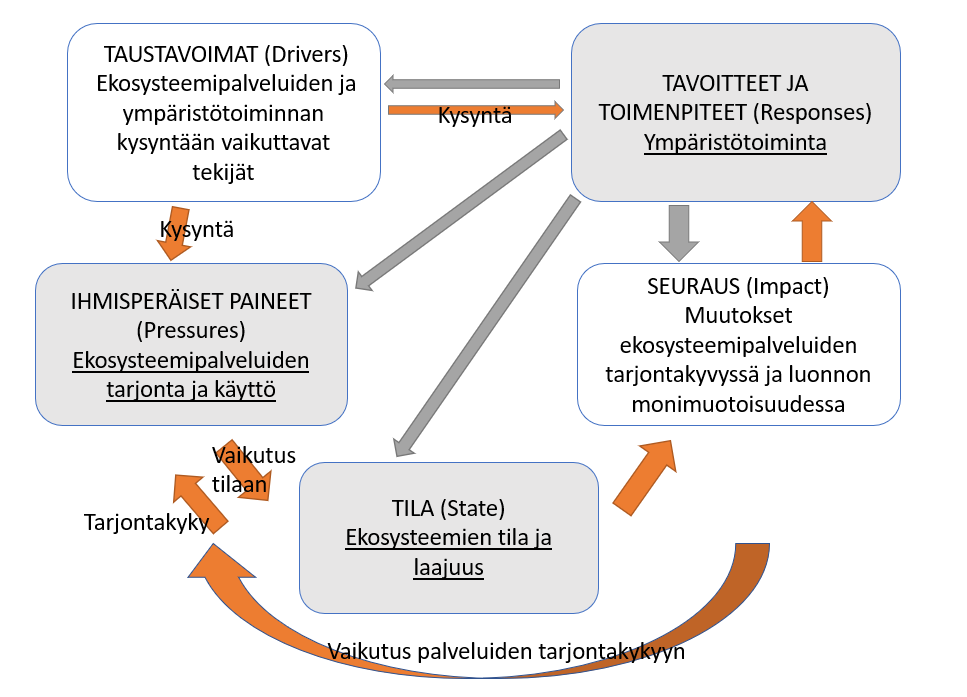 TAUSTAVOIMAT (Drivers)
Ekosysteemipalveluiden ja
ympäristötoiminnan
kysyntään vaikuttavat
tekijät
Kysyntä
TAVOITTEET JA
TOIMENPITEET (Responses)
Ympäristötoiminta
Kysyntä
IHMISPERÄISET PAINEET
(Pressures)
Ekosysteemipalveluiden
tarjonta ja käyttö
SEURAUS (Impact)
Muutokset
ekosysteemipalveluiden
tarjontakyvyssä ja luonnon
monimuotoisuudessa
Vaikutus
tilaan
Tarjontakyky
TILA (State)
Ekosysteemien tila ja
laajuus
Vaikutus palveluiden tarjontakykyyn